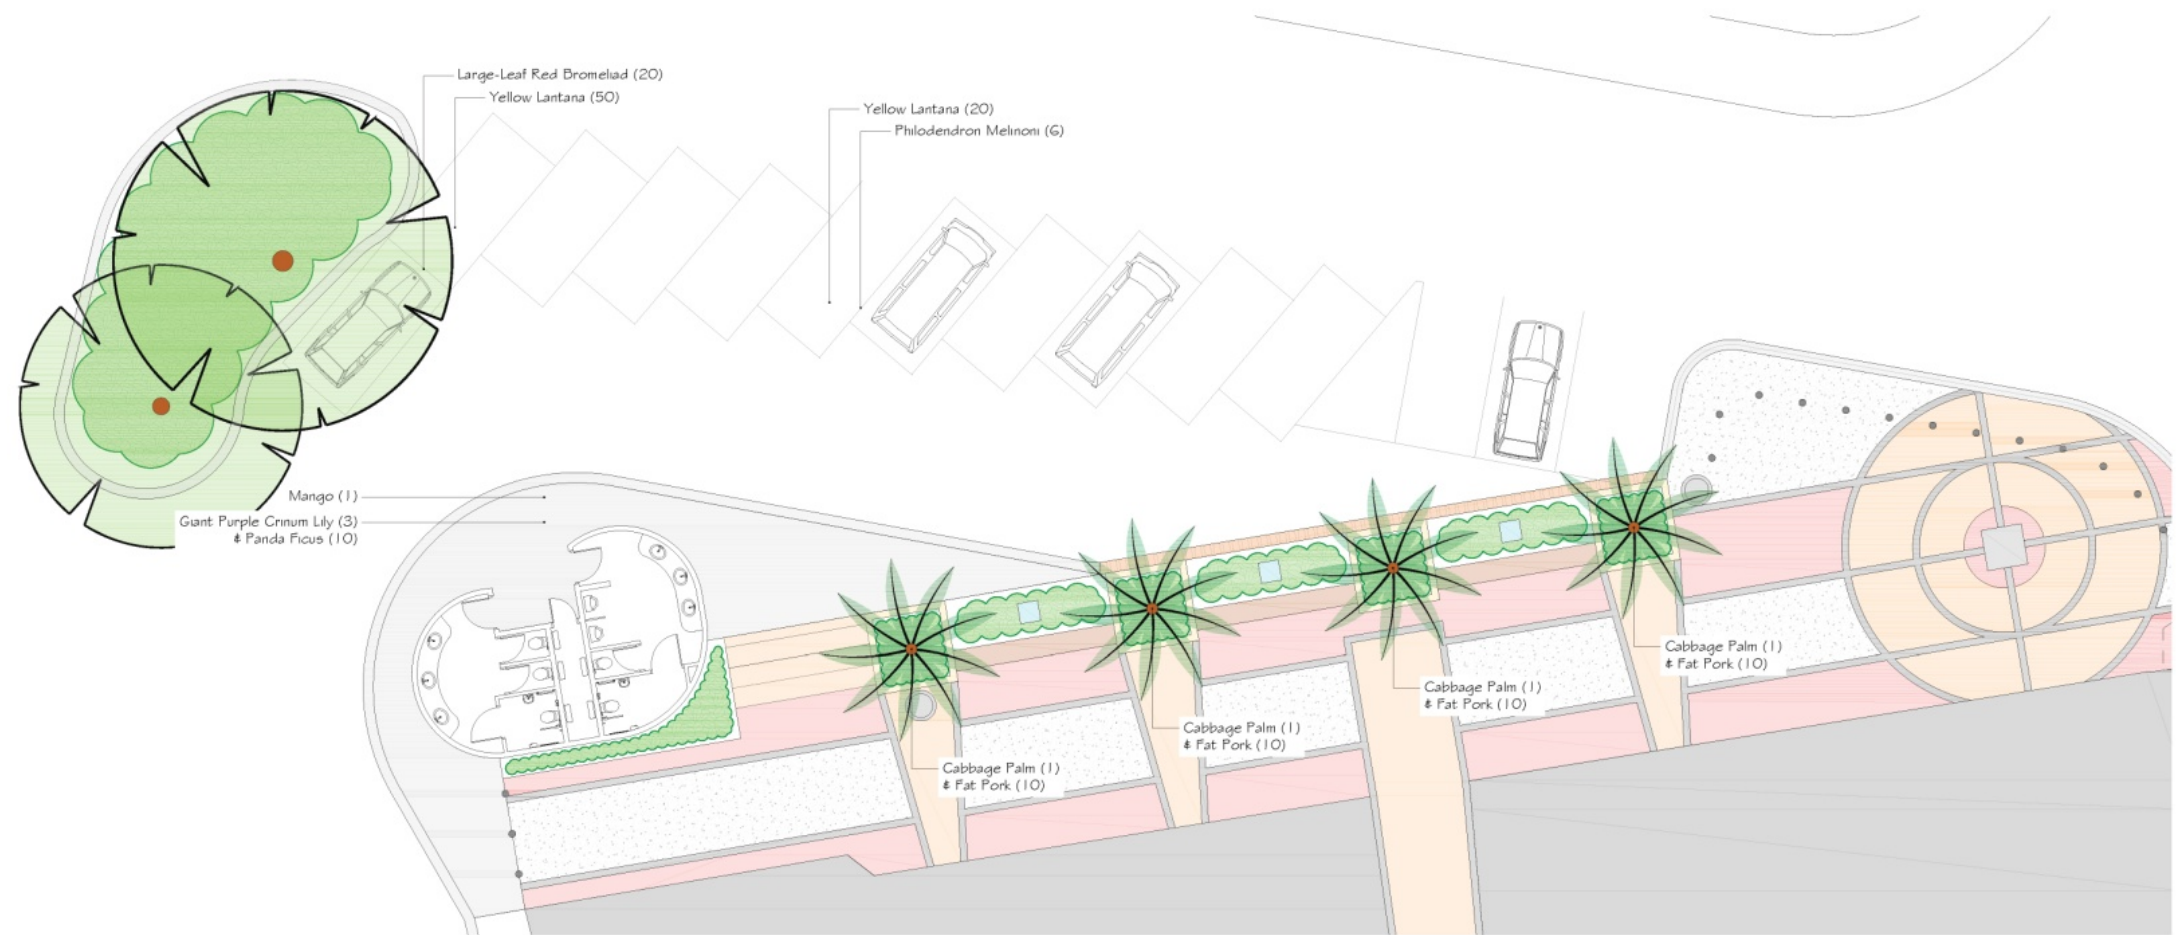 Large-Leaf Red Bromeliad (20)
Yellow Lantana (50)
Yellow Lantana (20)
Philodendron Melinoni (6)
Mango (1)
Giant Purple Crinum Lily (3)
& Panda Ficus (10)
Cabbage Palm (1)
& Fat Pork (10)
Cabbage Palm (1)
& Fat Pork (10)
Cabbage Palm (1)
& Fat Pork (10)
Cabbage Palm (1)
& Fat Pork (10)